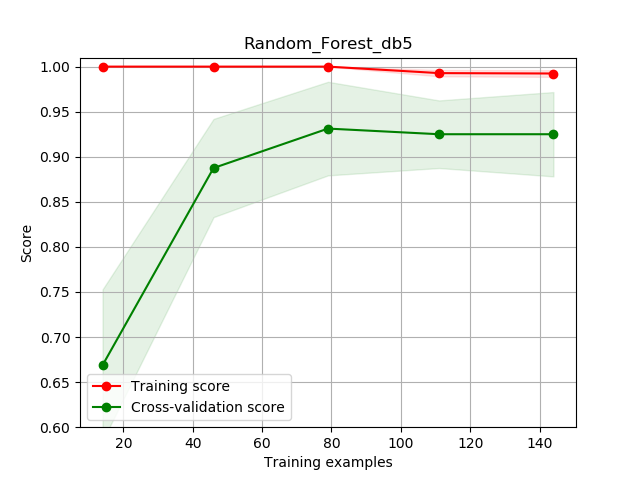 Random_Forest_db5
1.00
0.95
0.90
0.85
0.80
0.75
0.70
0.65
0.60
Score
Training score
Cross-validation score
20 40 60 80 100 120 140
Training examples